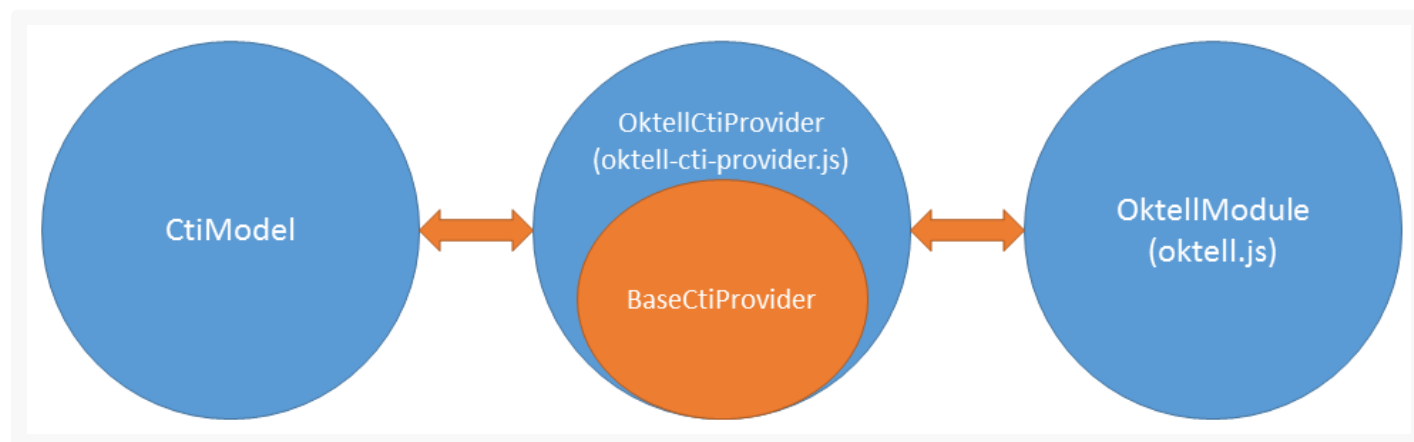 CtiModel
OktellCtiProvider
(oktell-cti-provider.js)
BaseCtiProvider
OktellModule
(oktell.js)